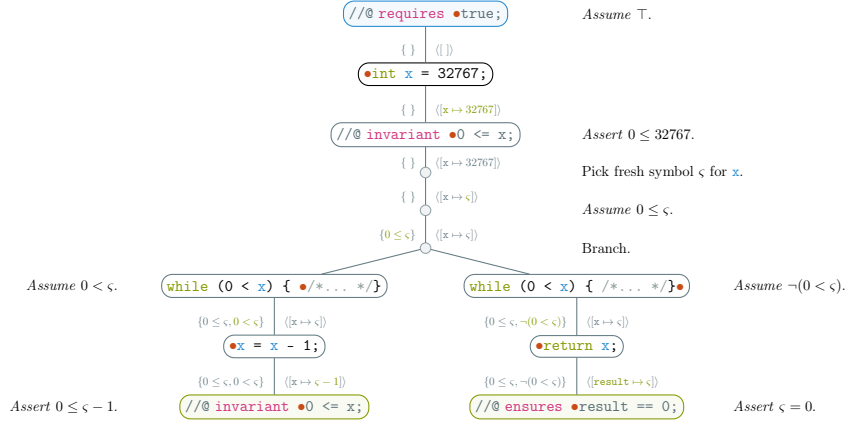 //@ requires •true; Assume ⊤.
{ } ⟨[ ]⟩
•int x = 32767;
{ } ⟨[x ↦ 32767]⟩
//@ invariant •0 <= x; Assert 0 ≤ 32767.
{ } ⟨[x ↦ 32767]⟩
Pick fresh symbol ς for x.
{ } ⟨[x ↦ ς]⟩
Assume 0 ≤ ς.
{0 ≤ ς} ⟨[x ↦ ς]⟩
Branch.
Assume 0 < ς. while (0 < x) { •/*... */} while (0 < x) { /*... */}• Assume ¬(0 < ς).
{0 ≤ ς, 0 < ς} ⟨[x ↦ ς]⟩ {0 ≤ ς, ¬(0 < ς)} ⟨[x ↦ ς]⟩
•x = x - 1; •return x;
{0 ≤ ς, 0 < ς} ⟨[x ↦ ς − 1]⟩ {0 ≤ ς, ¬(0 < ς)} ⟨[result ↦ ς]⟩
Assert 0 ≤ ς − 1. //@ invariant •0 <= x; //@ ensures •result == 0; Assert ς = 0.